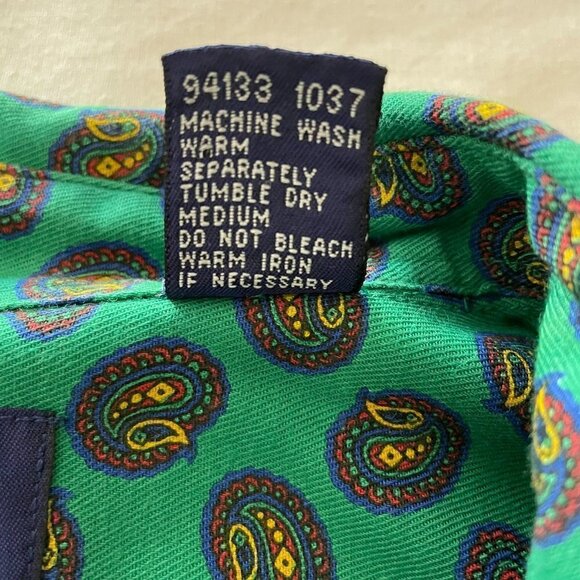 94133 1037
MACHINE WASH
WARM
SEPARATELY
TUMBLE DRY
MEDIUM
DO NOT BLEACH
WARM IRON
IF NECESSARY